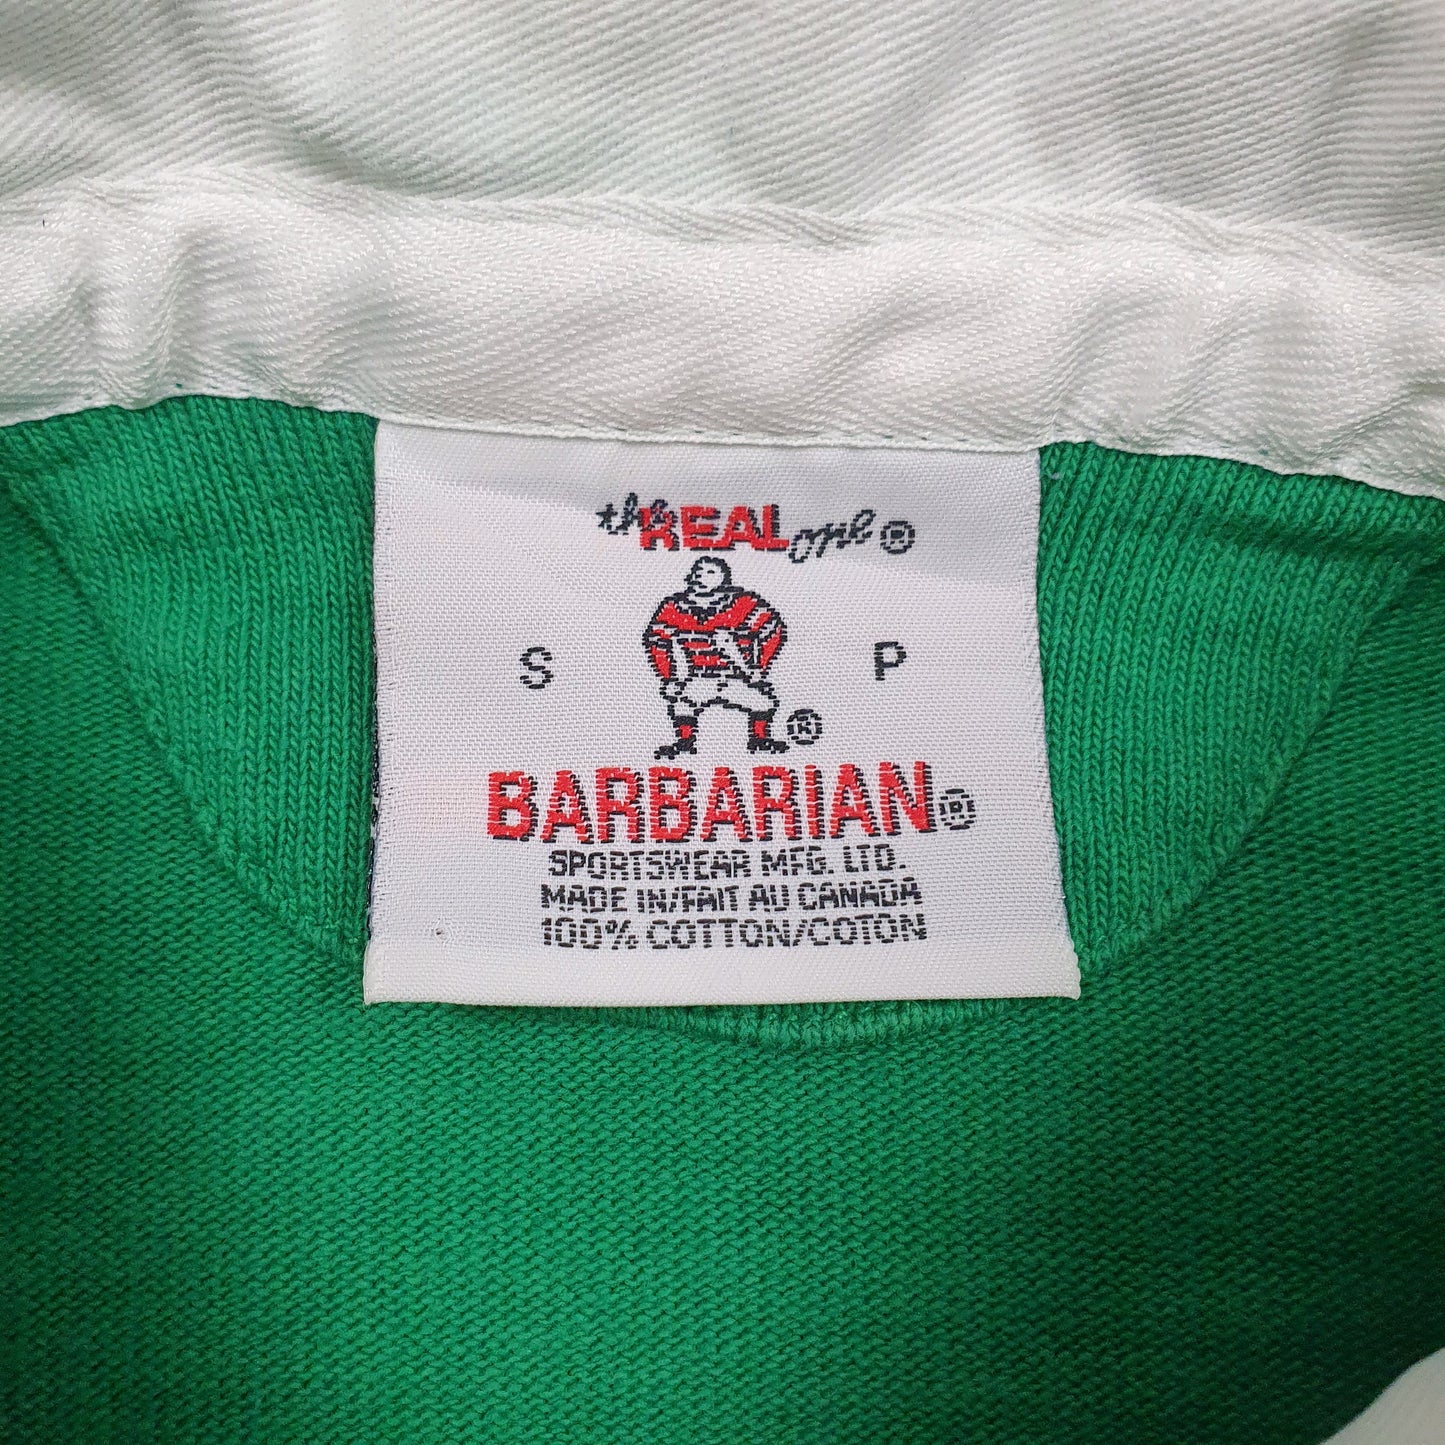 the REAL one ®
S P
®
BARBARIAN ®
SPORTSWEAR MFG. LTD.
MADE IN/FAIT AU CANADA
100% COTTON/COTON